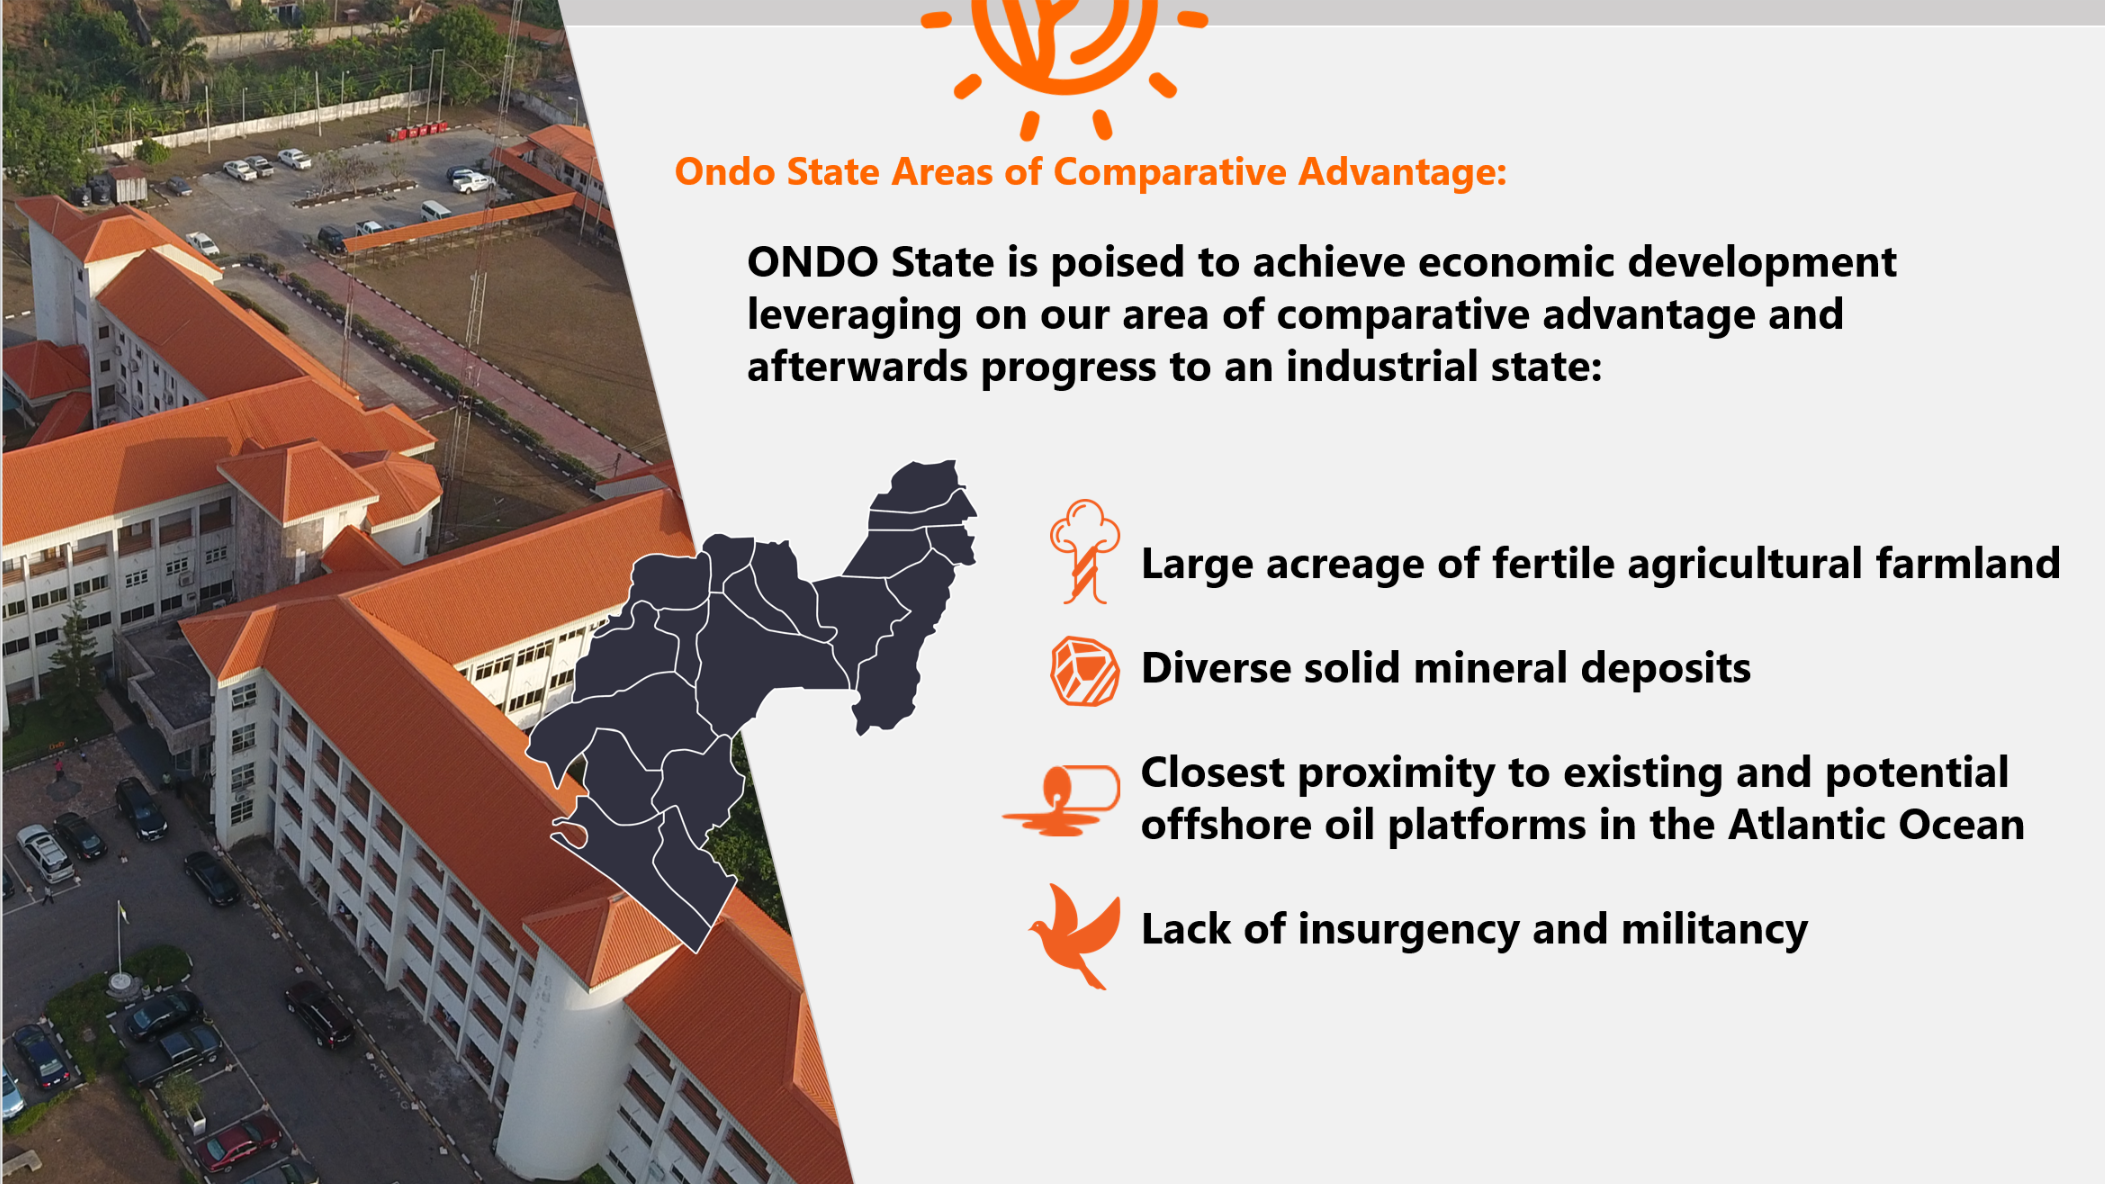 Ondo State Areas of Comparative Advantage:
ONDO State is poised to achieve economic development
leveraging on our area of comparative advantage and
afterwards progress to an industrial state:
Large acreage of fertile agricultural farmland
Diverse solid mineral deposits
Closest proximity to existing and potential
offshore oil platforms in the Atlantic Ocean
Lack of insurgency and militancy